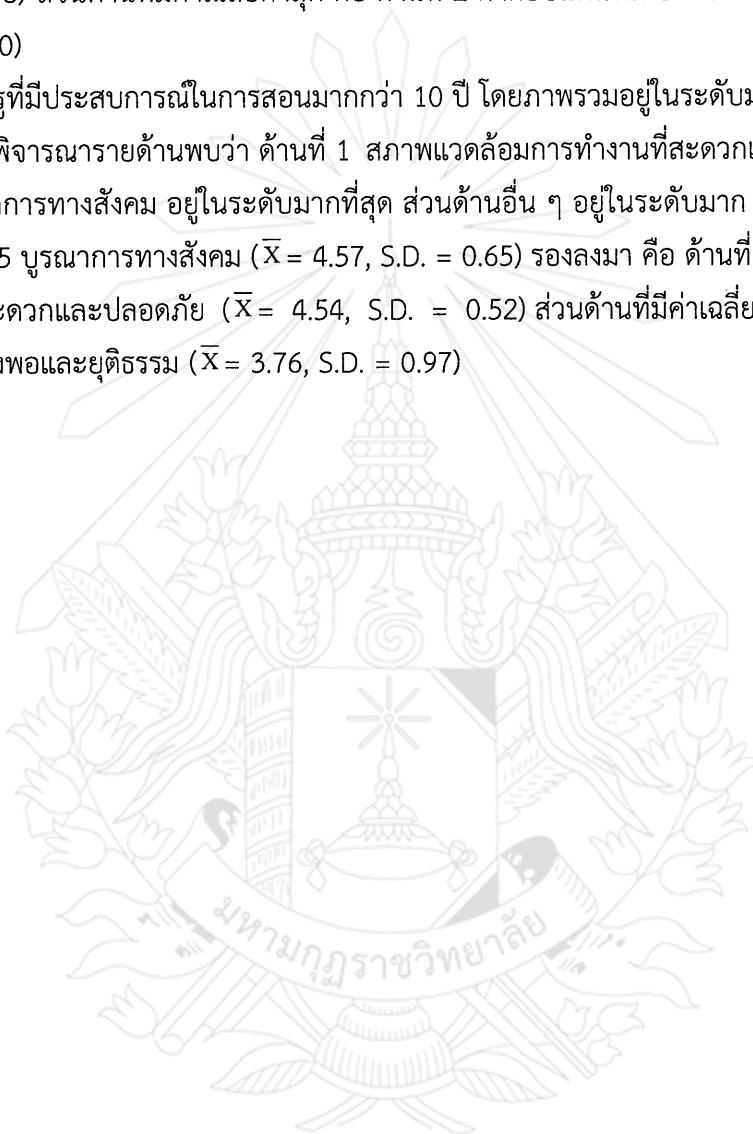 0)
รูที่มีประสบการณ์ในการสอนมากกว่า 10 ปี โดยภาพรวมอยู่ในระดับม
พิจารณารายด้านพบว่า ด้านที่ 1 สภาพแวดล้อมการทำงานที่สะดวกแ
การทางสังคม อยู่ในระดับมากที่สุด ส่วนด้านอื่น ๆ อยู่ในระดับมาก
5 บูรณาการทางสังคม (X̅ = 4.57, S.D. = 0.65) รองลงมา คือ ด้านที่
ะดวกและปลอดภัย (X̅ = 4.54, S.D. = 0.52) ส่วนด้านที่มีค่าเฉลี่ย
งพอและยุติธรรม (X̅ = 3.76, S.D. = 0.97)
มหามกุฏราชวิทยาลัย